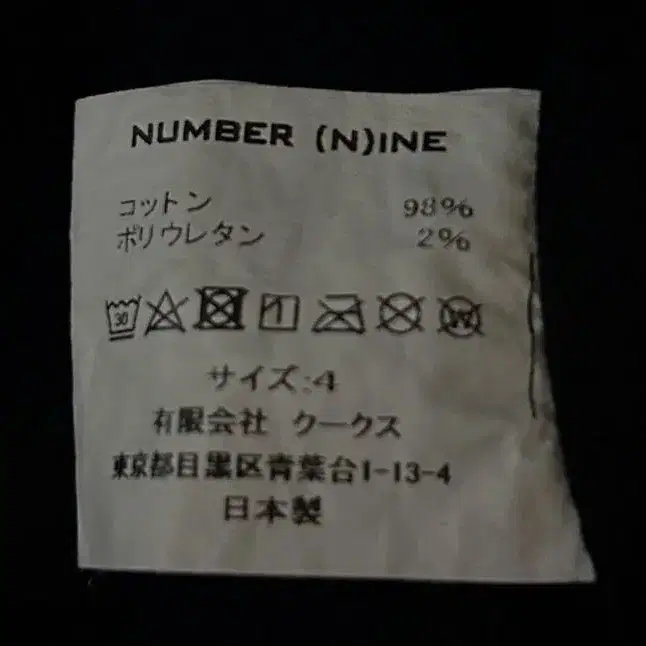 NUMBER (N)INE
コットン 98%
ポリウレタン 2%
30 W
サイズ:4
有限会社 クークス
東京都目黒区青葉台1-13-4
日本製